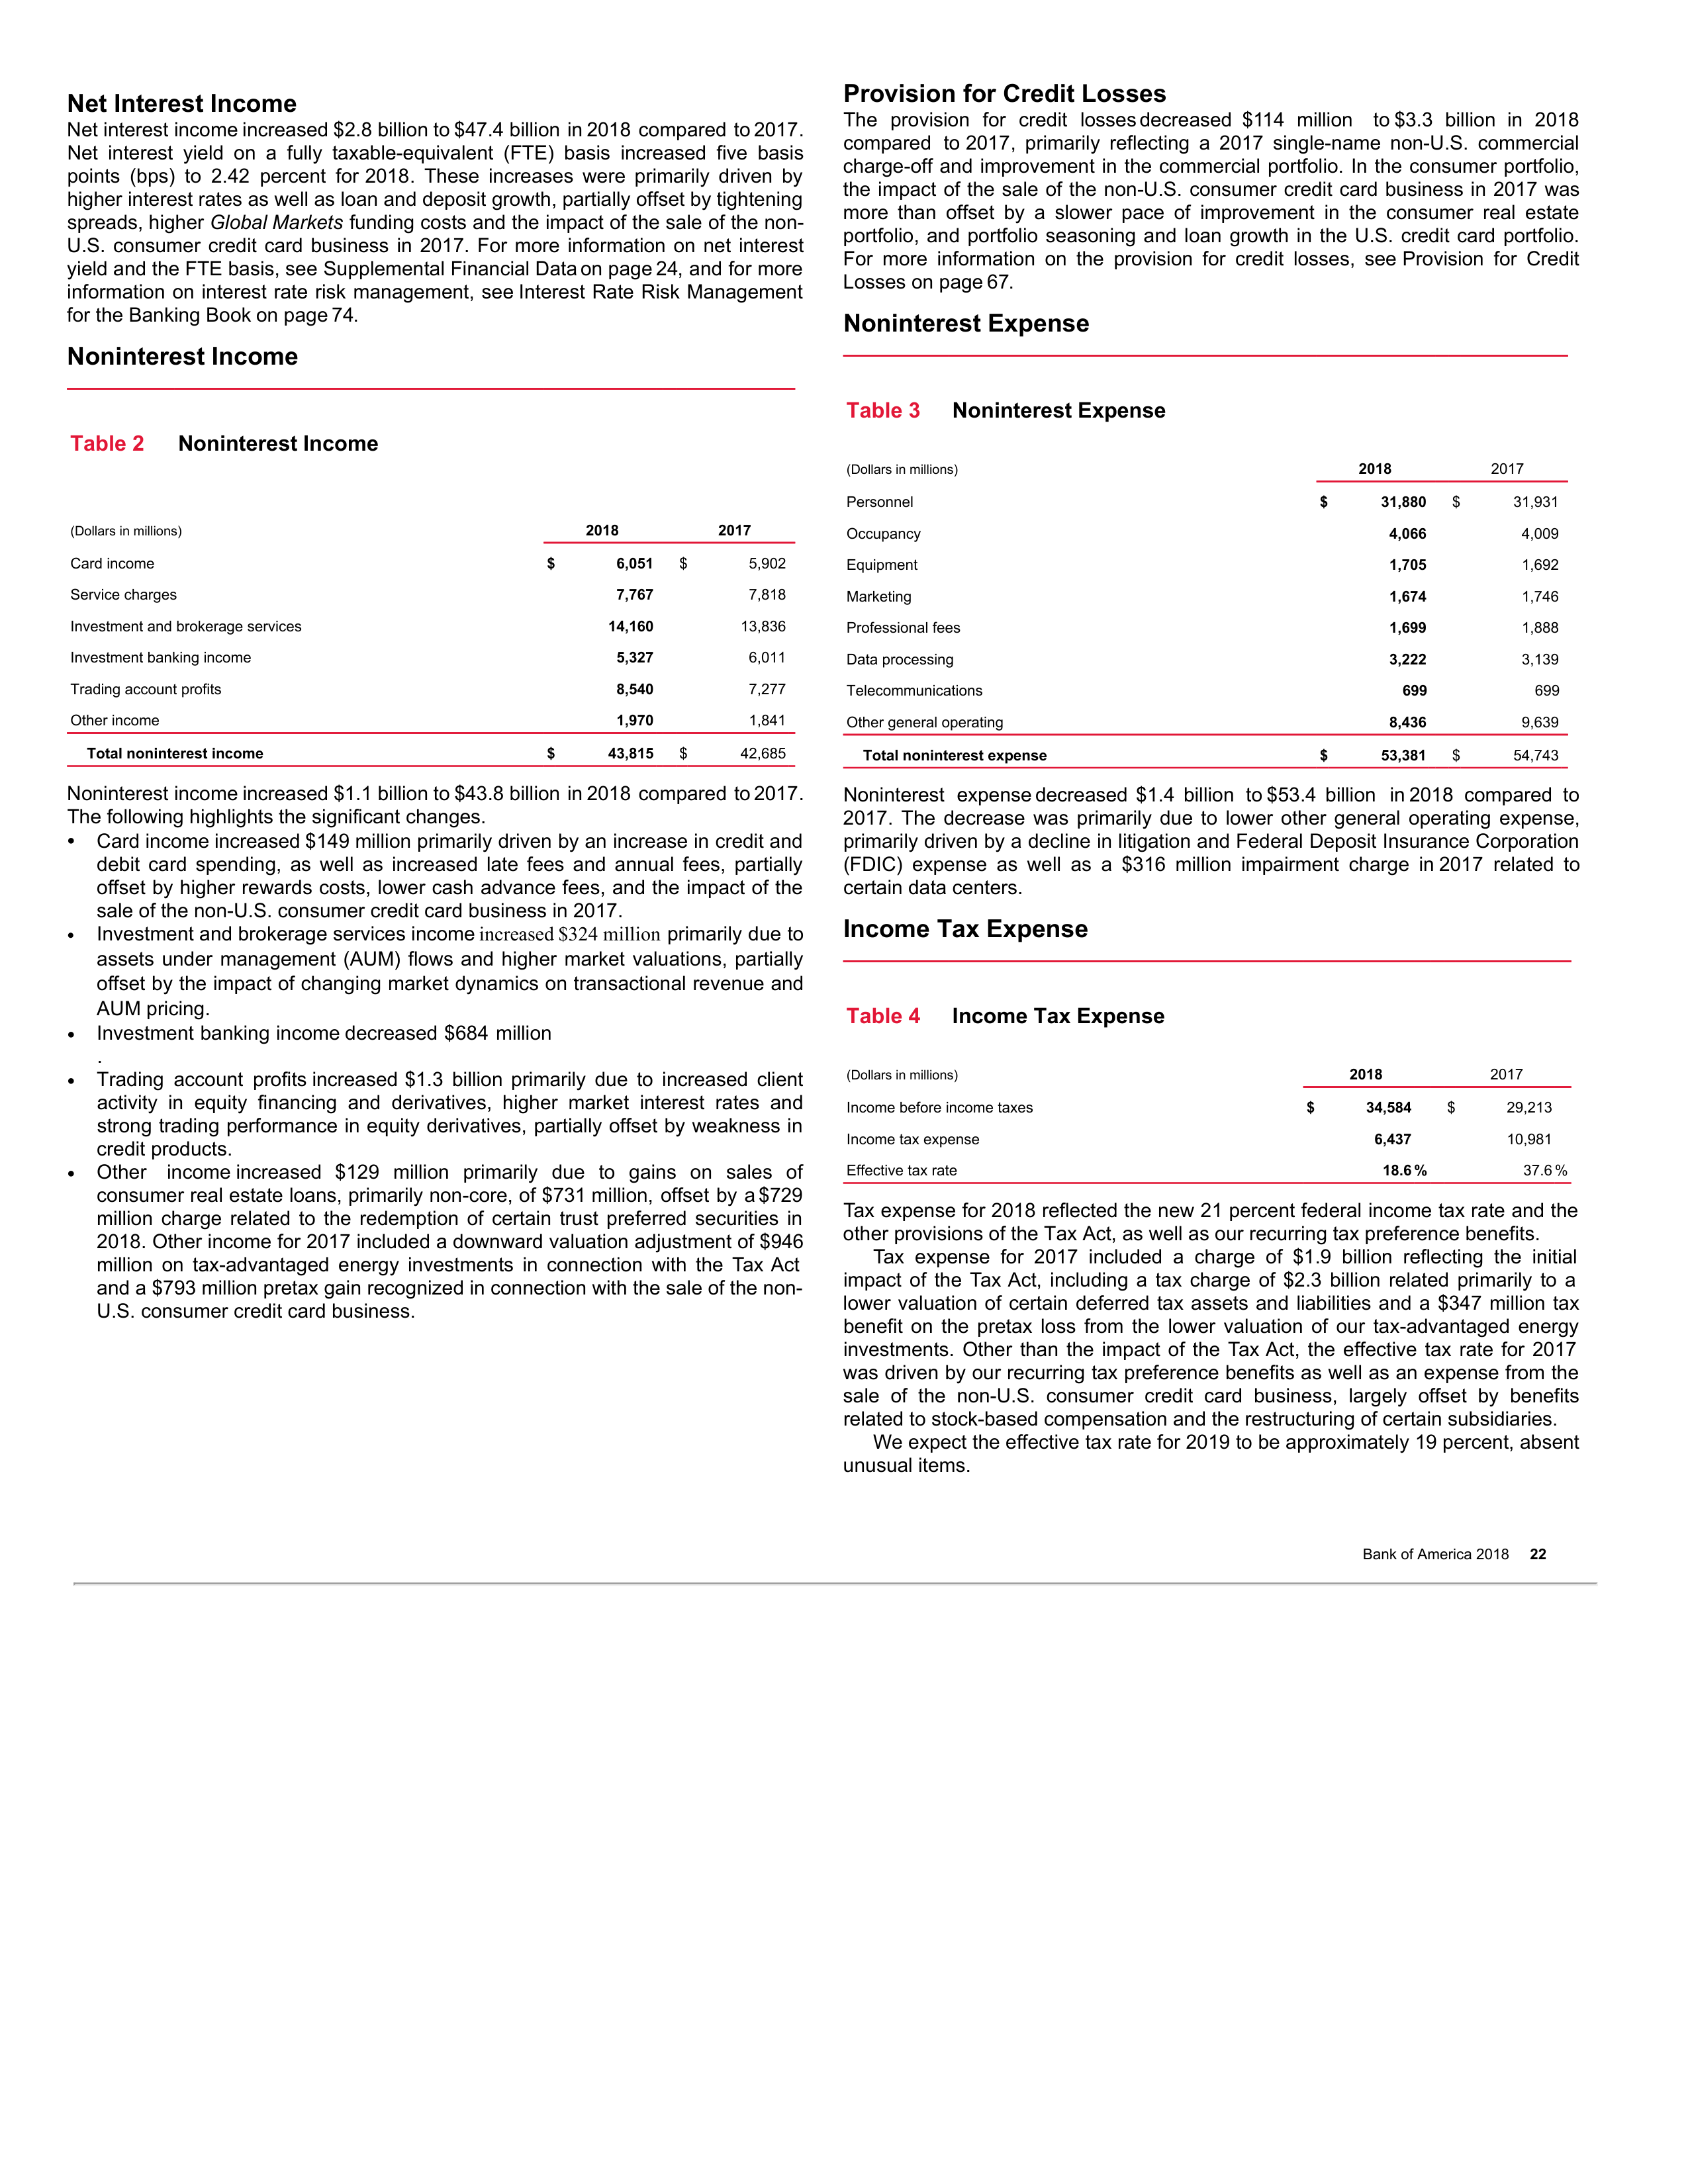 Net Interest Income
Net interest income increased $2.8 billion to $47.4 billion in 2018 compared to 2017.
Net interest yield on a fully taxable-equivalent (FTE) basis increased five basis
points (bps) to 2.42 percent for 2018. These increases were primarily driven by
higher interest rates as well as loan and deposit growth, partially offset by tightening
spreads, higher Global Markets funding costs and the impact of the sale of the non-
U.S. consumer credit card business in 2017. For more information on net interest
yield and the FTE basis, see Supplemental Financial Data on page 24, and for more
information on interest rate risk management, see Interest Rate Risk Management
for the Banking Book on page 74.
Noninterest Income
Table 2 Noninterest Income
(Dollars in millions) 2018 2017
Card income $ 6,051 $ 5,902
Service charges 7,767 7,818
Investment and brokerage services 14,160 13,836
Investment banking income 5,327 6,011
Trading account profits 8,540 7,277
Other income 1,970 1,841
Total noninterest income $ 43,815 $ 42,685
Noninterest income increased $1.1 billion to $43.8 billion in 2018 compared to 2017.
The following highlights the significant changes.
• Card income increased $149 million primarily driven by an increase in credit and
debit card spending, as well as increased late fees and annual fees, partially
offset by higher rewards costs, lower cash advance fees, and the impact of the
sale of the non-U.S. consumer credit card business in 2017.
• Investment and brokerage services income increased $324 million primarily due to
assets under management (AUM) flows and higher market valuations, partially
offset by the impact of changing market dynamics on transactional revenue and
AUM pricing.
• Investment banking income decreased $684 million
.
• Trading account profits increased $1.3 billion primarily due to increased client
activity in equity financing and derivatives, higher market interest rates and
strong trading performance in equity derivatives, partially offset by weakness in
credit products.
• Other income increased $129 million primarily due to gains on sales of
consumer real estate loans, primarily non-core, of $731 million, offset by a $729
million charge related to the redemption of certain trust preferred securities in
2018. Other income for 2017 included a downward valuation adjustment of $946
million on tax-advantaged energy investments in connection with the Tax Act
and a $793 million pretax gain recognized in connection with the sale of the non-
U.S. consumer credit card business.
Provision for Credit Losses
The provision for credit losses decreased $114 million to $3.3 billion in 2018
compared to 2017, primarily reflecting a 2017 single-name non-U.S. commercial
charge-off and improvement in the commercial portfolio. In the consumer portfolio,
the impact of the sale of the non-U.S. consumer credit card business in 2017 was
more than offset by a slower pace of improvement in the consumer real estate
portfolio, and portfolio seasoning and loan growth in the U.S. credit card portfolio.
For more information on the provision for credit losses, see Provision for Credit
Losses on page 67.
Noninterest Expense
Table 3 Noninterest Expense
(Dollars in millions) 2018 2017
Personnel $ 31,880 $ 31,931
Occupancy 4,066 4,009
Equipment 1,705 1,692
Marketing 1,674 1,746
Professional fees 1,699 1,888
Data processing 3,222 3,139
Telecommunications 699 699
Other general operating 8,436 9,639
Total noninterest expense $ 53,381 $ 54,743
Noninterest expense decreased $1.4 billion to $53.4 billion in 2018 compared to
2017. The decrease was primarily due to lower other general operating expense,
primarily driven by a decline in litigation and Federal Deposit Insurance Corporation
(FDIC) expense as well as a $316 million impairment charge in 2017 related to
certain data centers.
Income Tax Expense
Table 4 Income Tax Expense
(Dollars in millions) 2018 2017
Income before income taxes $ 34,584 $ 29,213
Income tax expense 6,437 10,981
Effective tax rate 18.6 % 37.6 %
Tax expense for 2018 reflected the new 21 percent federal income tax rate and the
other provisions of the Tax Act, as well as our recurring tax preference benefits.
Tax expense for 2017 included a charge of $1.9 billion reflecting the initial
impact of the Tax Act, including a tax charge of $2.3 billion related primarily to a
lower valuation of certain deferred tax assets and liabilities and a $347 million tax
benefit on the pretax loss from the lower valuation of our tax-advantaged energy
investments. Other than the impact of the Tax Act, the effective tax rate for 2017
was driven by our recurring tax preference benefits as well as an expense from the
sale of the non-U.S. consumer credit card business, largely offset by benefits
related to stock-based compensation and the restructuring of certain subsidiaries.
We expect the effective tax rate for 2019 to be approximately 19 percent, absent
unusual items.
Bank of America 2018 22